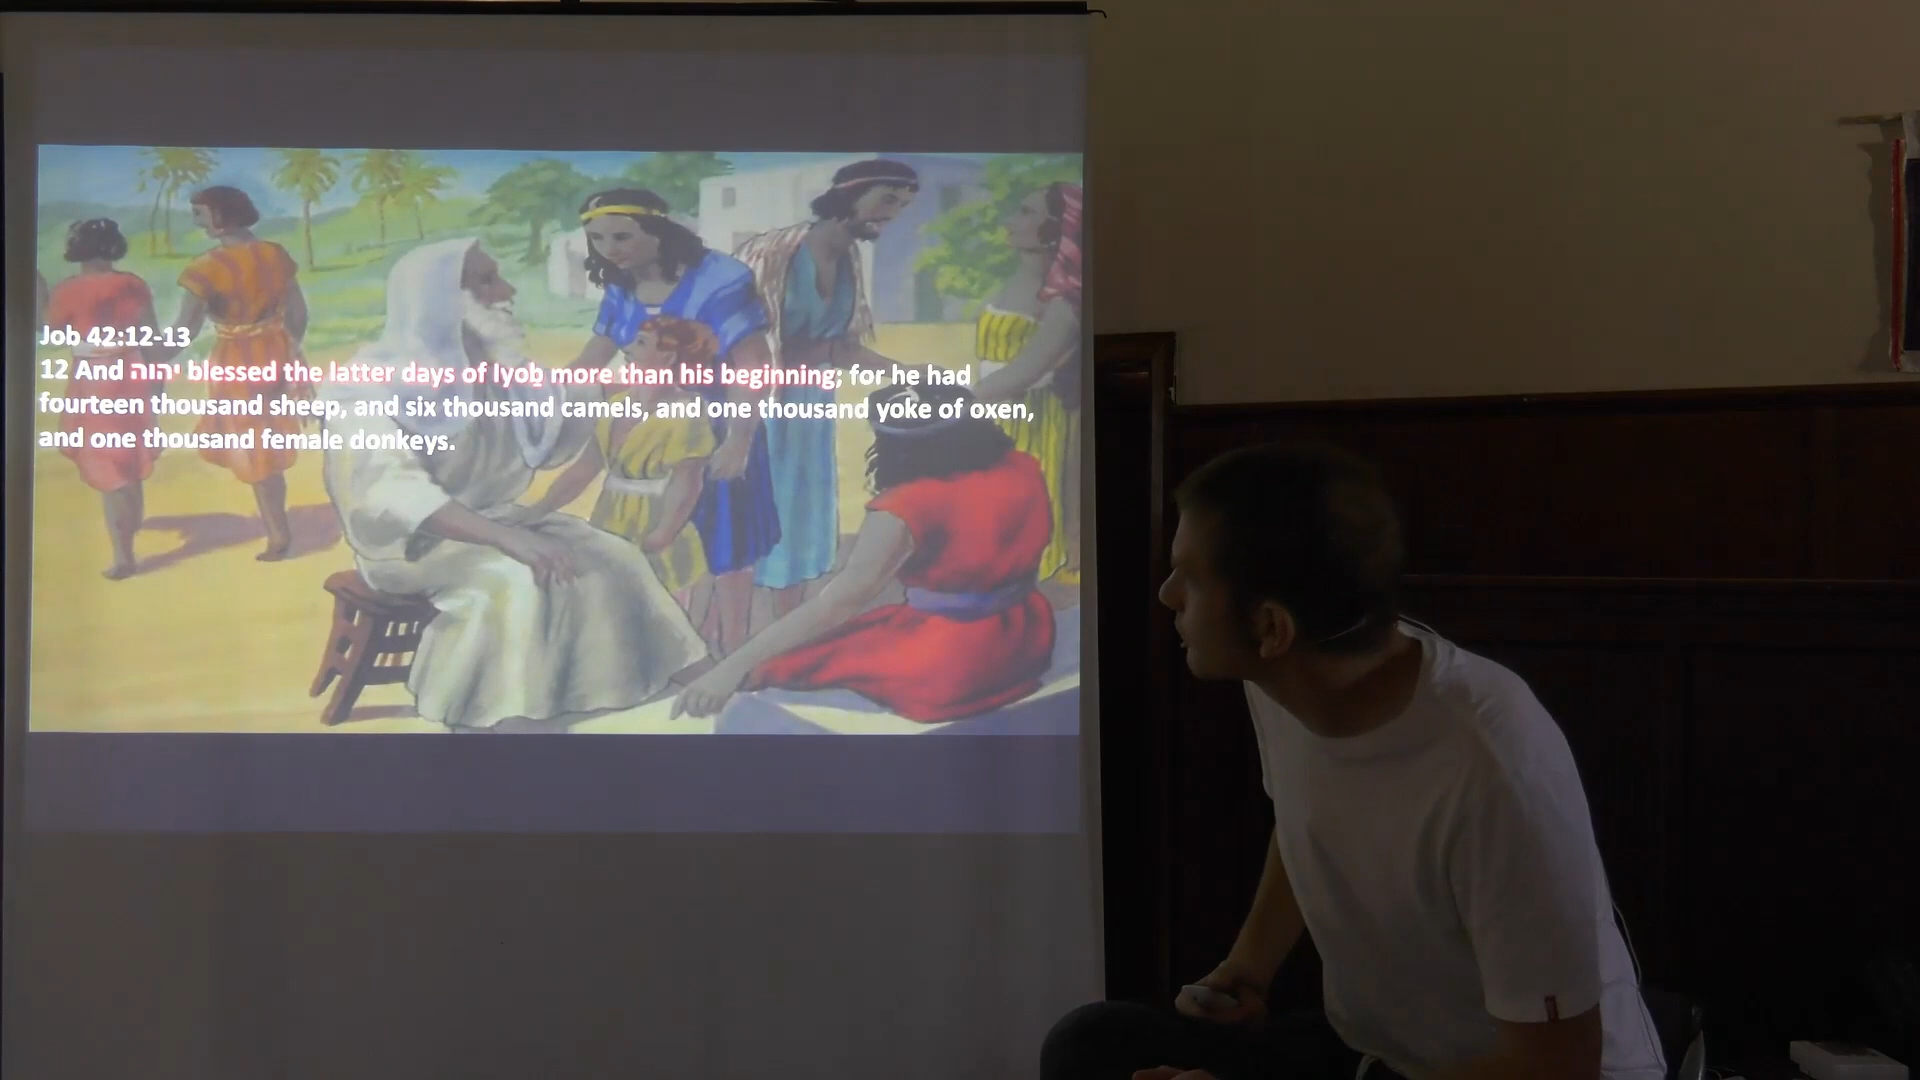 Job 42:12-13
12 And יהוה blessed the latter days of Iyoḇ more than his beginning; for he had
fourteen thousand sheep, and six thousand camels, and one thousand yoke of oxen,
and one thousand female donkeys.